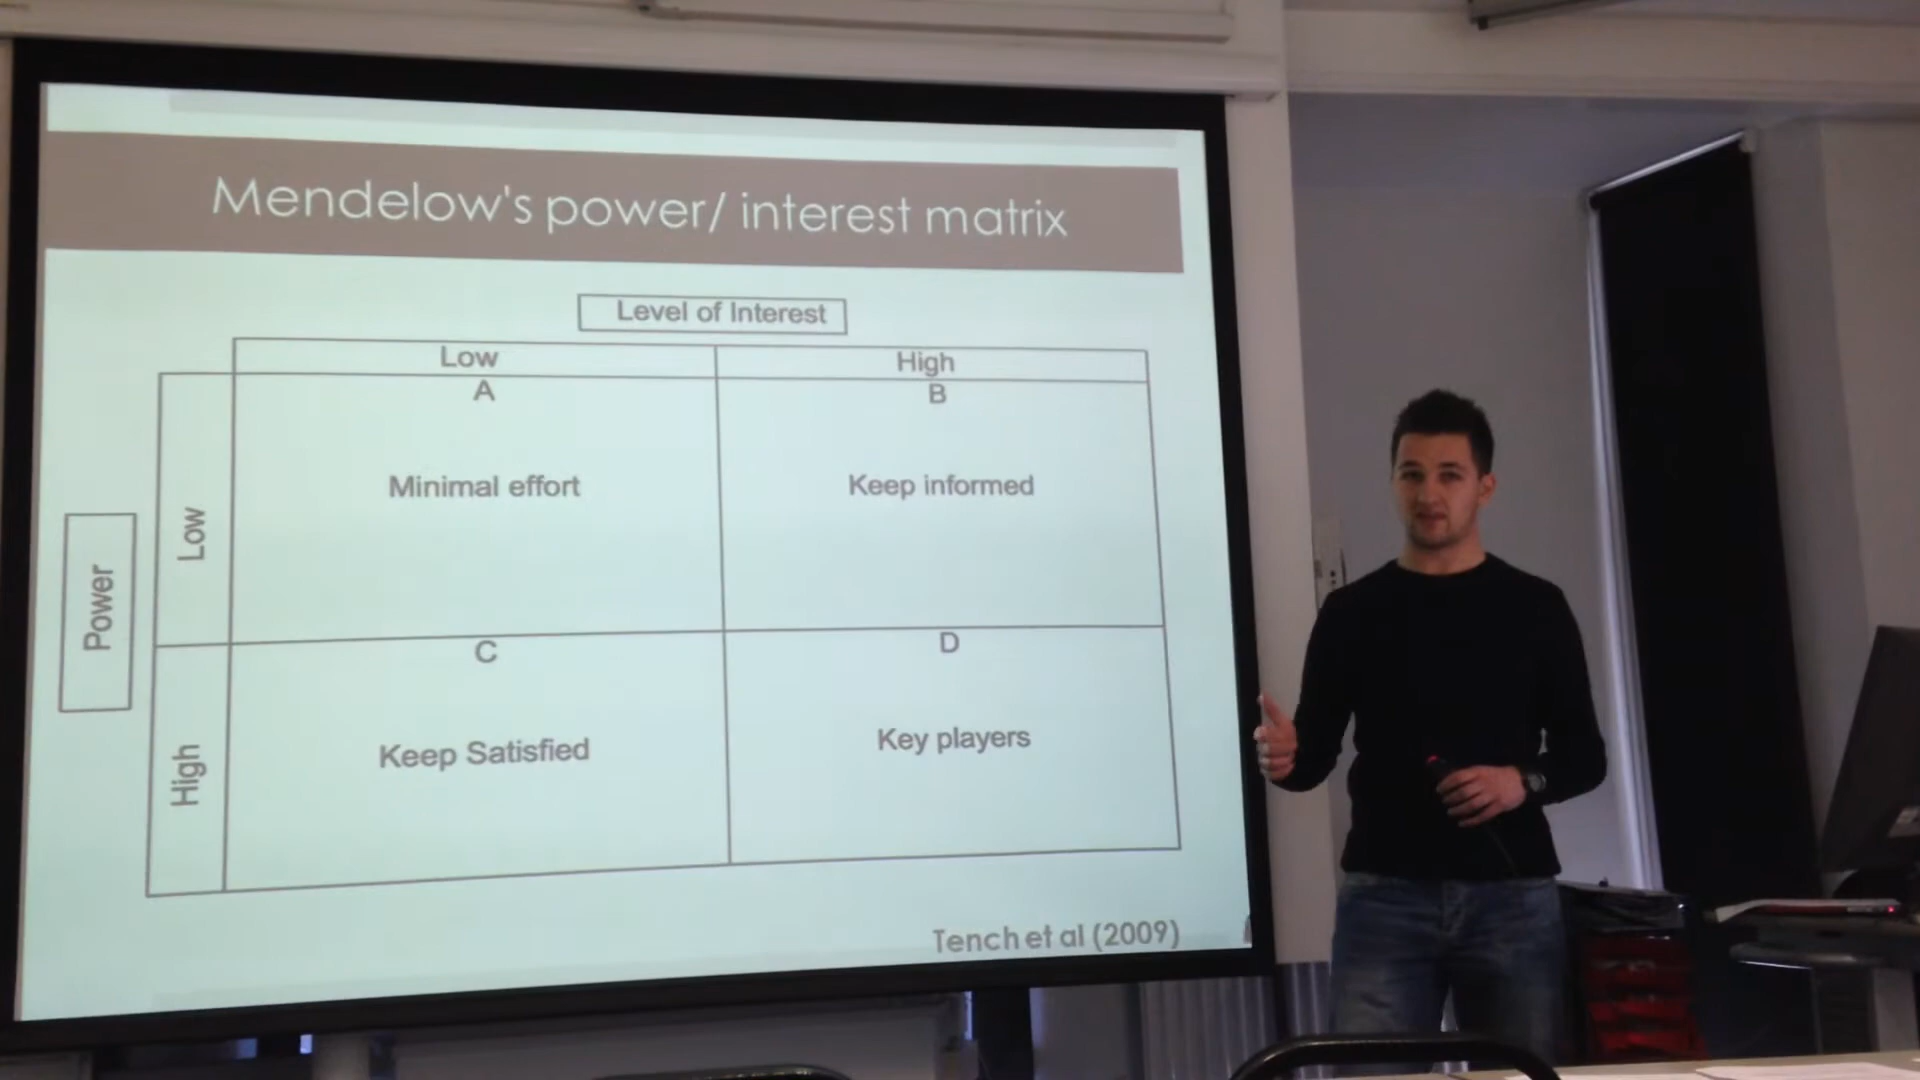 Mendelow's power/ interest matrix
Level of Interest
Low
High
A
B
Low
Minimal effort
Keep informed
Power
C
D
High
Keep Satisfied
Key players
Tench et al (2009)